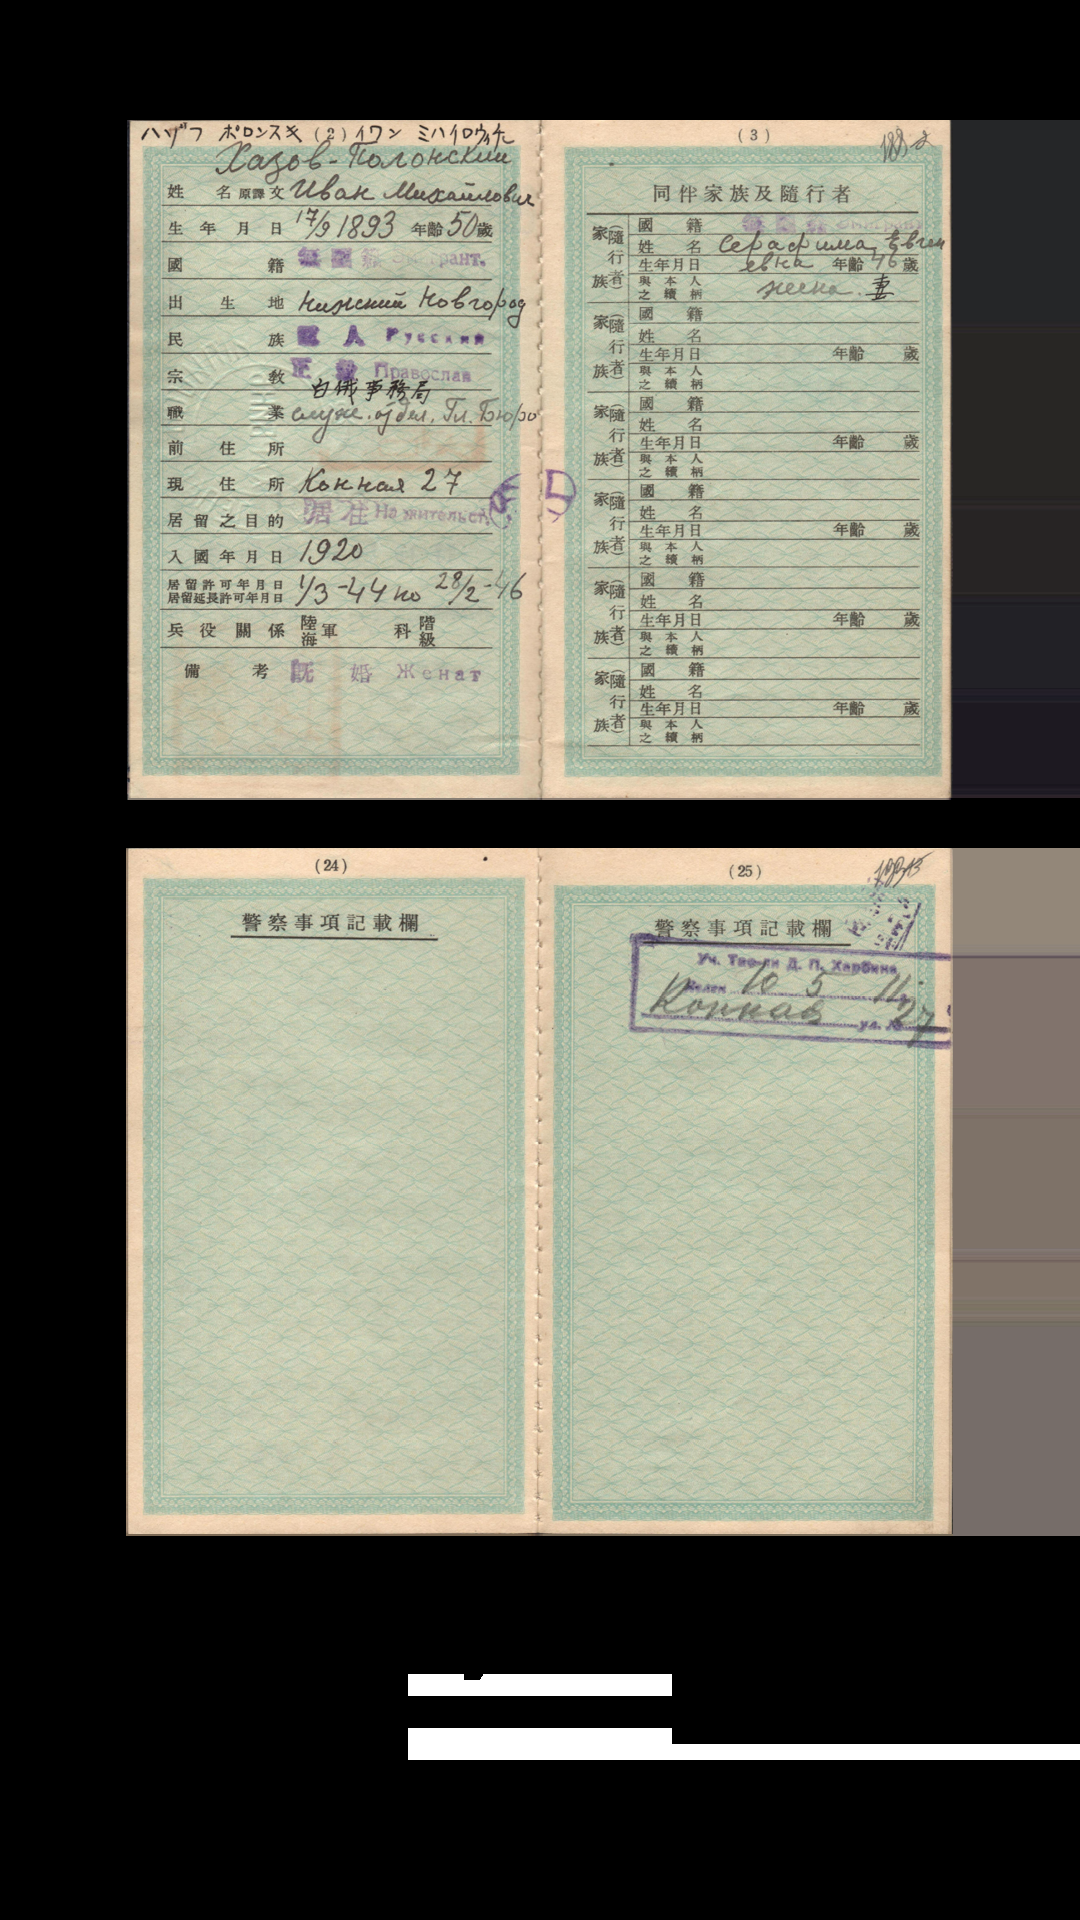 ハゾフ ポロンスキ (2) イワン ミハイロウィチ
Хазов-Полонский
姓名原譯文 Иван Михайлович
生年月日 17/9 1893 年齡 50 歲
國籍 無國籍 Эмигрант.
出生地 Нижний Новгород
民族 露人 Русский
宗教 正教 Православ
白俄事務局
職業 служ. отдел. Гл. Бюро
前住所
現住所 Конная 27
居留之目的 居住 На жительст.
入國年月日 1920
居留許可年月日
居留延長許可年月日 1/3-44 по 28/2-46
兵役關係 陸海軍 科 階級
備考 既婚 Женат
(3)
同伴家族及隨行者
家族(隨行者)
國籍 無國籍 Эмигрант
姓名 Серафима Евген
生年月日 евна 年齡 46 歲
與本人之續柄 жена. 妻
家族(隨行者)
國籍
姓名
生年月日 年齡 歲
與本人之續柄
家族(隨行者)
國籍
姓名
生年月日 年齡 歲
與本人之續柄
家族(隨行者)
國籍
姓名
生年月日 年齡 歲
與本人之續柄
家族(隨行者)
國籍
姓名
生年月日 年齡 歲
與本人之續柄
家族(隨行者)
國籍
姓名
生年月日 年齡 歲
與本人之續柄
(24)
警察事項記載欄
(25)
警察事項記載欄
Уч. Тао-ли Д. П. Харбина
10 5 11
Конная ул. № 27